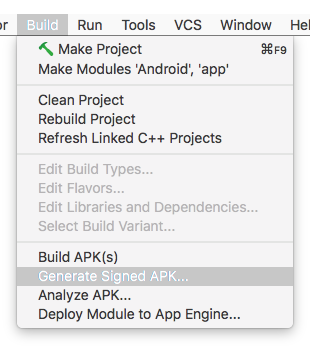 or Build Run Tools VCS Window Hel
Make Project ⌘F9
Make Modules 'Android', 'app'
Clean Project
Rebuild Project
Refresh Linked C++ Projects
Edit Build Types...
Edit Flavors...
Edit Libraries and Dependencies...
Select Build Variant...
Build APK(s)
Generate Signed APK...
Analyze APK...
Deploy Module to App Engine...